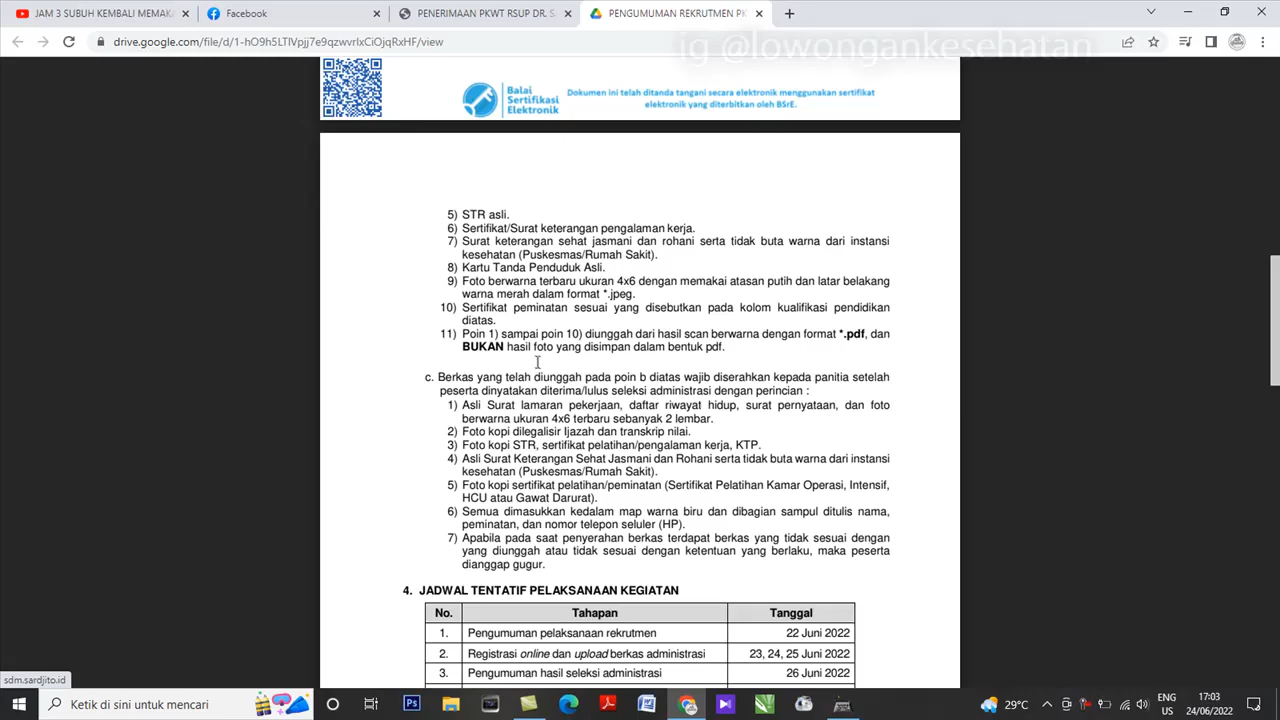 JAM 3 SUBUH KEMBALI MEMAK
Facebook
PENERIMAAN PKWT RSUP DR. S
PENGUMUMAN REKRUTMEN PK
drive.google.com/file/d/1-hO9h5LTlVpjj7e9qzwvrIxCiOjqRxHF/view
ig @lowongankesehatan
Balai
Sertifikasi
Elektronik
Dokumen ini telah ditanda tangani secara elektronik menggunakan sertifikat
elektronik yang diterbitkan oleh BSrE.
5) STR asli.
6) Sertifikat/Surat keterangan pengalaman kerja.
7) Surat keterangan sehat jasmani dan rohani serta tidak buta warna dari instansi
kesehatan (Puskesmas/Rumah Sakit).
8) Kartu Tanda Penduduk Asli.
9) Foto berwarna terbaru ukuran 4x6 dengan memakai atasan putih dan latar belakang
warna merah dalam format *.jpeg.
10) Sertifikat peminatan sesuai yang disebutkan pada kolom kualifikasi pendidikan
diatas.
11) Poin 1) sampai poin 10) diunggah dari hasil scan berwarna dengan format *.pdf, dan
BUKAN hasil foto yang disimpan dalam bentuk pdf.
c. Berkas yang telah diunggah pada poin b diatas wajib diserahkan kepada panitia setelah
peserta dinyatakan diterima/lulus seleksi administrasi dengan perincian :
1) Asli Surat lamaran pekerjaan, daftar riwayat hidup, surat pernyataan, dan foto
berwarna ukuran 4x6 terbaru sebanyak 2 lembar.
2) Foto kopi dilegalisir Ijazah dan transkrip nilai.
3) Foto kopi STR, sertifikat pelatihan/pengalaman kerja, KTP.
4) Asli Surat Keterangan Sehat Jasmani dan Rohani serta tidak buta warna dari instansi
kesehatan (Puskesmas/Rumah Sakit).
5) Foto kopi sertifikat pelatihan/peminatan (Sertifikat Pelatihan Kamar Operasi, Intensif,
HCU atau Gawat Darurat).
6) Semua dimasukkan kedalam map warna biru dan dibagian sampul ditulis nama,
peminatan, dan nomor telepon seluler (HP).
7) Apabila pada saat penyerahan berkas terdapat berkas yang tidak sesuai dengan
yang diunggah atau tidak sesuai dengan ketentuan yang berlaku, maka peserta
dianggap gugur.
4. JADWAL TENTATIF PELAKSANAAN KEGIATAN
No. Tahapan Tanggal
1. Pengumuman pelaksanaan rekrutmen 22 Juni 2022
2. Registrasi online dan upload berkas administrasi 23, 24, 25 Juni 2022
3. Pengumuman hasil seleksi administrasi 26 Juni 2022
sdm.sardjito.id
Ketik di sini untuk mencari
29°C
ENG
US
17:03
24/06/2022